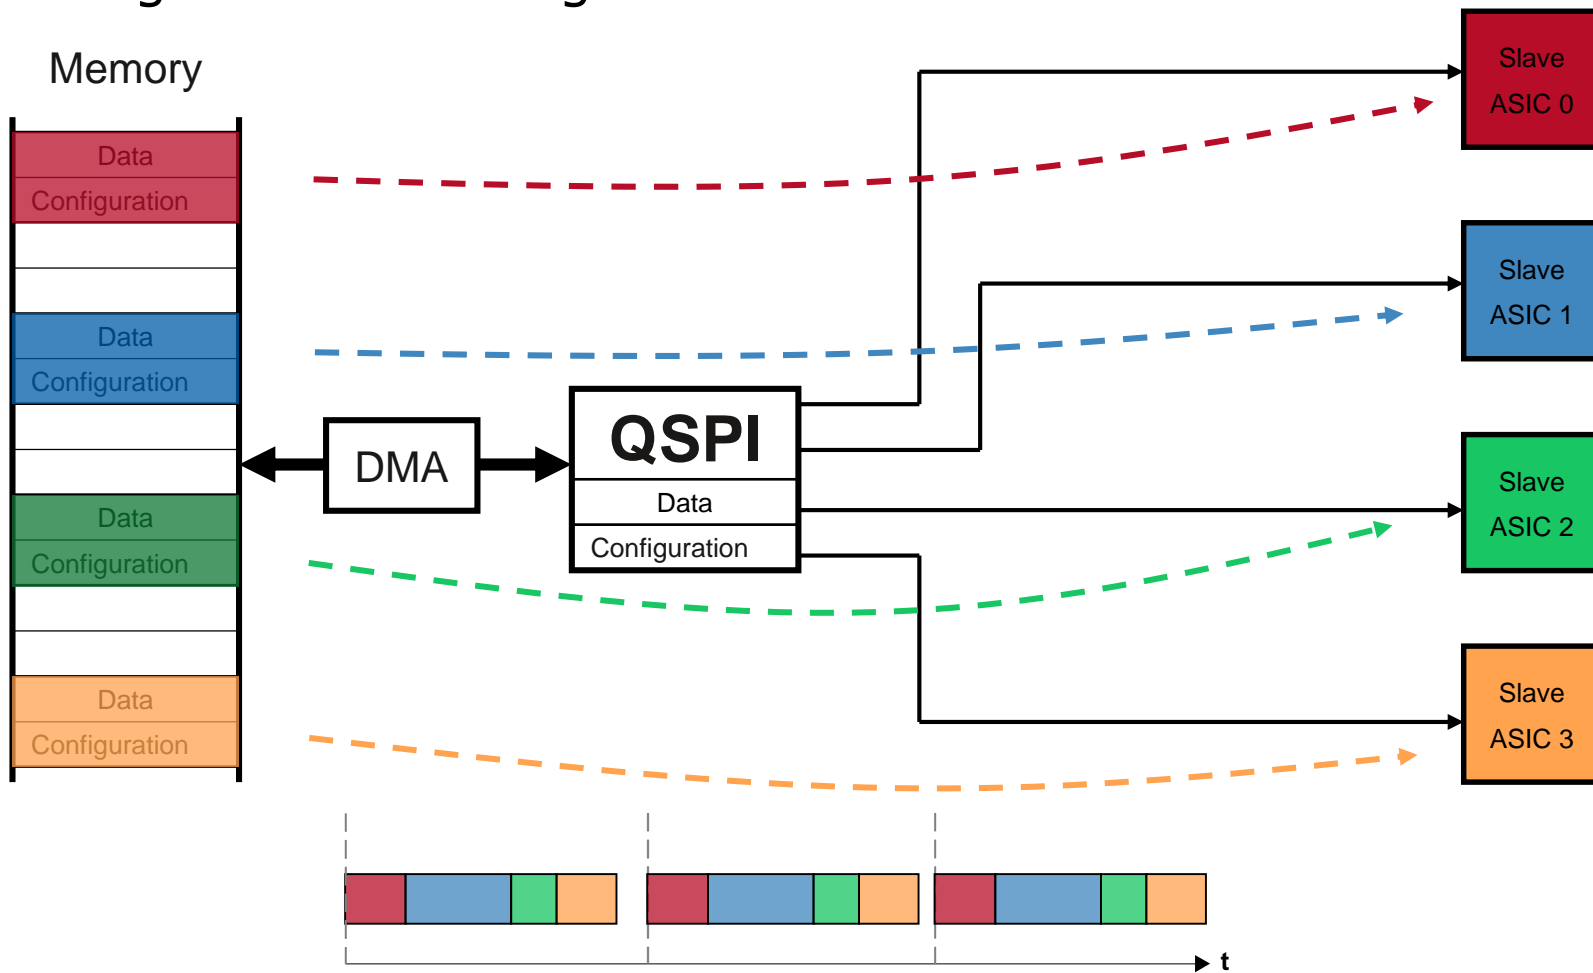 Memory
Data
Configuration
Data
Configuration
Data
Configuration
Data
Configuration
DMA
QSPI
Data
Configuration
Slave
ASIC 0
Slave
ASIC 1
Slave
ASIC 2
Slave
ASIC 3
t